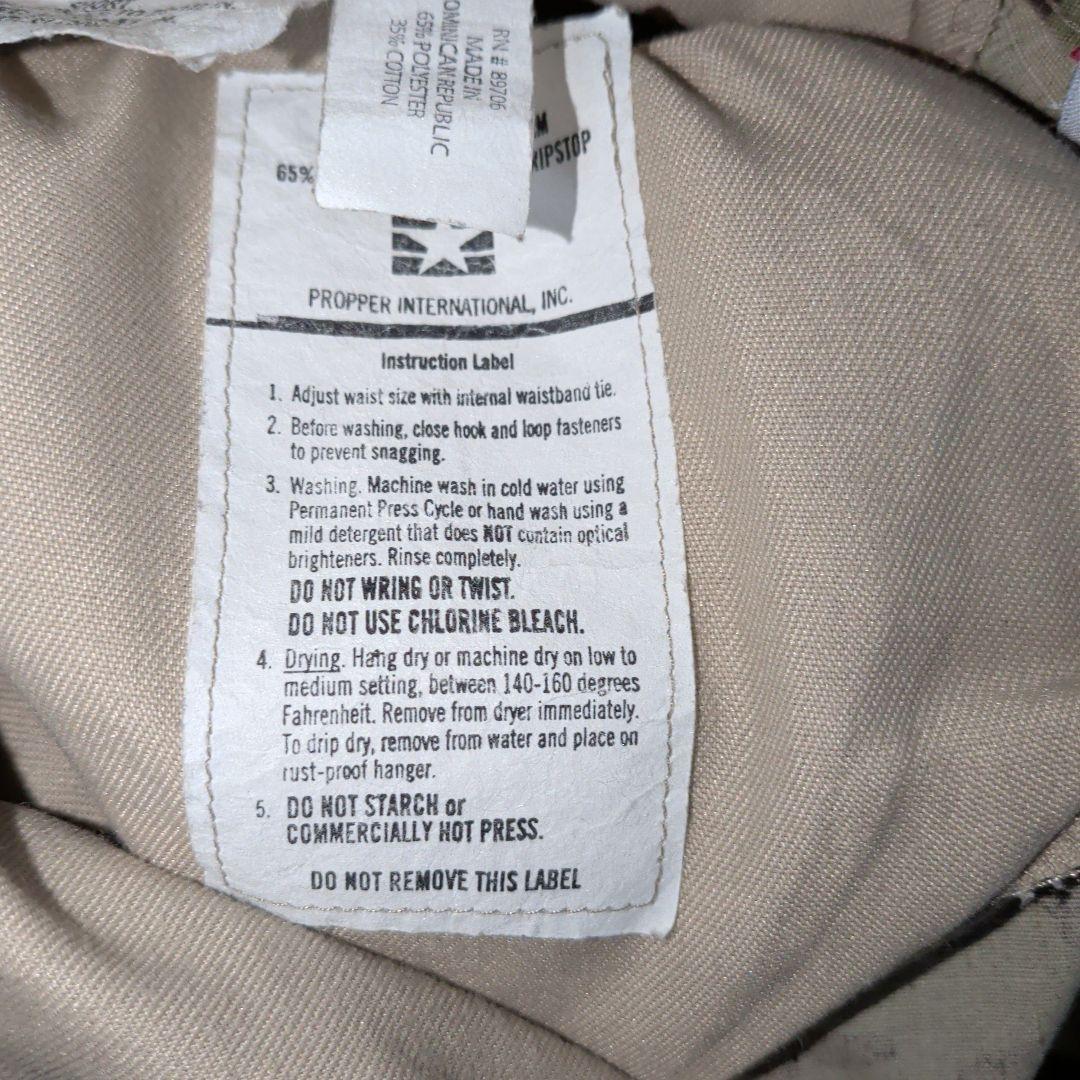 RN # 89706
MADE IN
OMINICAN REPUBLIC
65% POLYESTER
35% COTTON
65%
RIPSTOP
PROPPER INTERNATIONAL, INC.
Instruction Label
1. Adjust waist size with internal waistband tie.
2. Before washing, close hook and loop fasteners
to prevent snagging.
3. Washing. Machine wash in cold water using
Permanent Press Cycle or hand wash using a
mild detergent that does NOT contain optical
brighteners. Rinse completely.
DO NOT WRING OR TWIST.
DO NOT USE CHLORINE BLEACH.
4. Drying. Hang dry or machine dry on low to
medium setting, between 140-160 degrees
Fahrenheit. Remove from dryer immediately.
To drip dry, remove from water and place on
rust-proof hanger.
5. DO NOT STARCH or
COMMERCIALLY HOT PRESS.
DO NOT REMOVE THIS LABEL